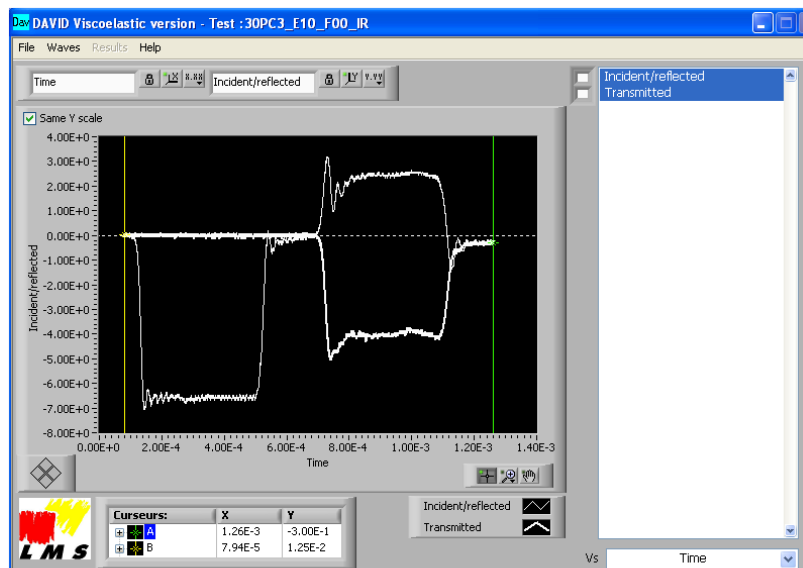 Dav DAVID Viscoelastic version - Test :30PC3_E10_F00_IR
File Waves Results Help
Time X.XX Incident/reflected Y.YY
Incident/reflected
Transmitted
Same Y scale
4.00E+0
3.00E+0
2.00E+0
1.00E+0
0.00E+0
-1.00E+0
-2.00E+0
-3.00E+0
-4.00E+0
-5.00E+0
-6.00E+0
-7.00E+0
-8.00E+0
Incident/reflected
0.00E+0 2.00E-4 4.00E-4 6.00E-4 8.00E-4 1.00E-3 1.20E-3 1.40E-3
Time
LMS
Curseurs: X Y
A 1.26E-3 -3.00E-1
B 7.94E-5 1.25E-2
Incident/reflected
Transmitted
Vs Time